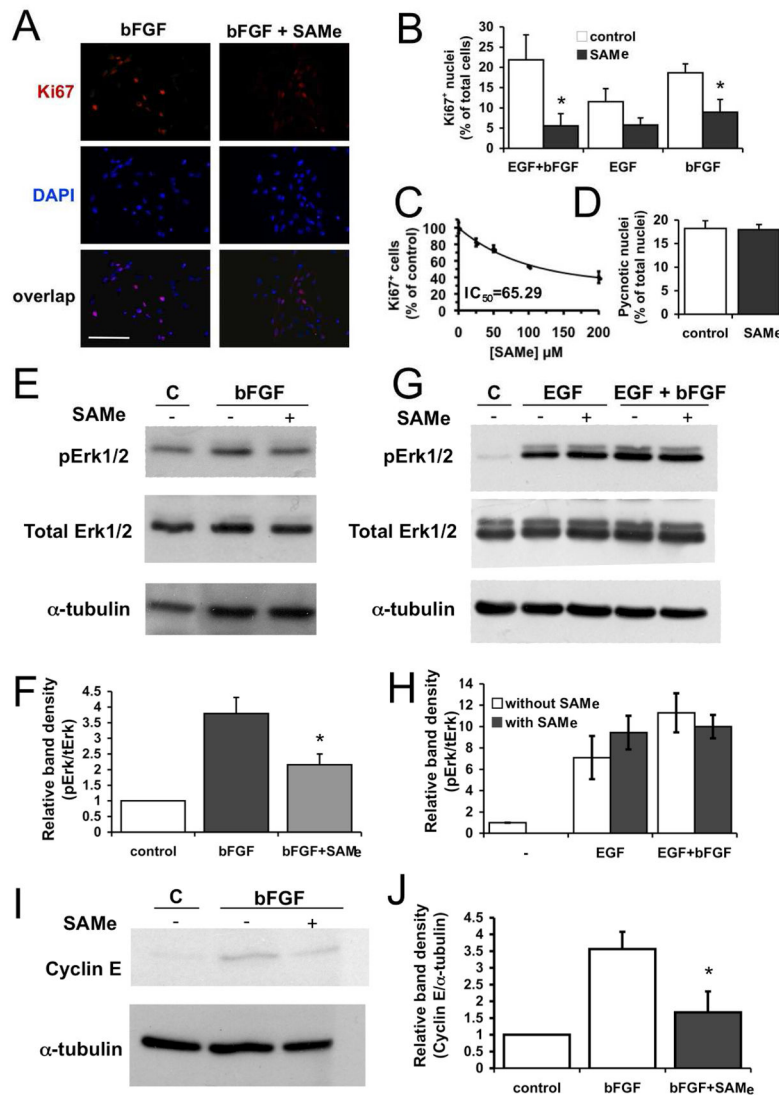 A
bFGF
bFGF + SAMe
Ki67
DAPI
overlap
B
Ki67+ nuclei
(% of total cells)
30
25
20
15
10
5
0
control
SAMe
*
*
EGF+bFGF
EGF
bFGF
C
Ki67+ cells
(% of control)
100
80
60
40
20
0
IC50=65.29
0
50
100
150
200
[SAMe] µM
D
Pycnotic nuclei
(% of total nuclei)
20
15
10
5
0
control
SAMe
E
C
bFGF
SAMe
-
-
+
pErk1/2
Total Erk1/2
α-tubulin
G
C
EGF
EGF + bFGF
SAMe
-
-
+
-
+
pErk1/2
Total Erk1/2
α-tubulin
F
Relative band density
(pErk/tErk)
4.5
4
3.5
3
2.5
2
1.5
1
0.5
0
*
control
bFGF
bFGF+SAMe
H
Relative band density
(pErk/tErk)
14
12
10
8
6
4
2
0
without SAMe
with SAMe
-
EGF
EGF+bFGF
I
C
bFGF
SAMe
-
-
+
Cyclin E
α-tubulin
J
Relative band density
(Cyclin E/α-tubulin)
4.5
4
3.5
3
2.5
2
1.5
1
0.5
0
*
control
bFGF
bFGF+SAMe